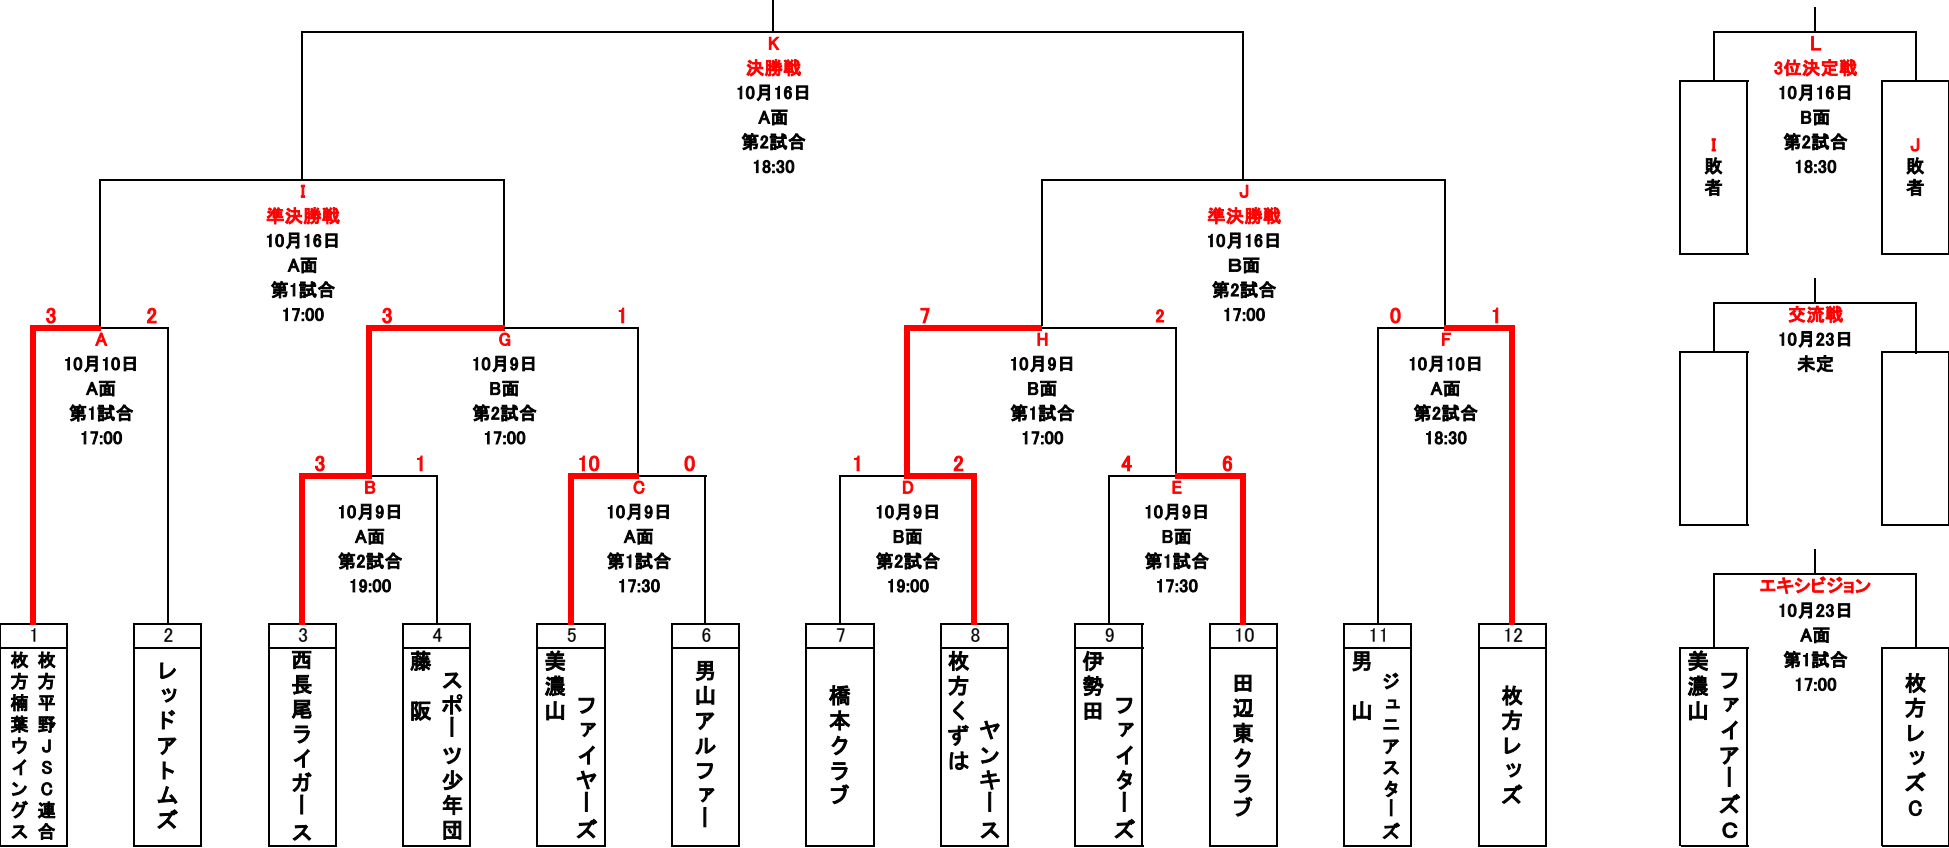 K
決勝戦
10月16日
A面
第2試合
18:30
L
3位決定戦
10月16日
B面
第2試合
18:30
I敗者
J敗者
I
準決勝戦
10月16日
A面
第1試合
17:00
J
準決勝戦
10月16日
B面
第2試合
17:00
3 2
A
10月10日
A面
第1試合
17:00
3 1
G
10月9日
B面
第2試合
17:00
7 2
H
10月9日
B面
第1試合
17:00
0 1
F
10月10日
A面
第2試合
18:30
交流戦
10月23日
未定
3 1
B
10月9日
A面
第2試合
19:00
10 0
C
10月9日
A面
第1試合
17:30
1 2
D
10月9日
B面
第2試合
19:00
4 6
E
10月9日
B面
第1試合
17:30
エキシビジョン
10月23日
A面
第1試合
17:00
1
枚方平野JSC連合
枚方楠葉ウイングス
2
レッドアトムズ
3
西長尾ライガース
4
藤阪
スポーツ少年団
5
美濃山
ファイヤーズ
6
男山アルファー
7
橋本クラブ
8
枚方くずは
ヤンキース
9
伊勢田
ファイターズ
10
田辺東クラブ
11
男山
ジュニアスターズ
12
枚方レッズ
美濃山
ファイアーズC
枚方レッズC